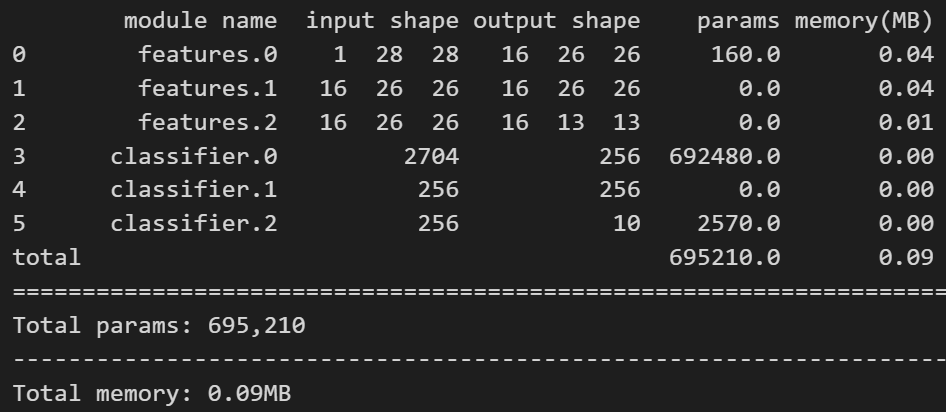 module name input shape output shape params memory(MB)
0 features.0 1 28 28 16 26 26 160.0 0.04
1 features.1 16 26 26 16 26 26 0.0 0.04
2 features.2 16 26 26 16 13 13 0.0 0.01
3 classifier.0 2704 256 692480.0 0.00
4 classifier.1 256 256 0.0 0.00
5 classifier.2 256 10 2570.0 0.00
total 695210.0 0.09
====================================================================
Total params: 695,210
--------------------------------------------------------------------
Total memory: 0.09MB